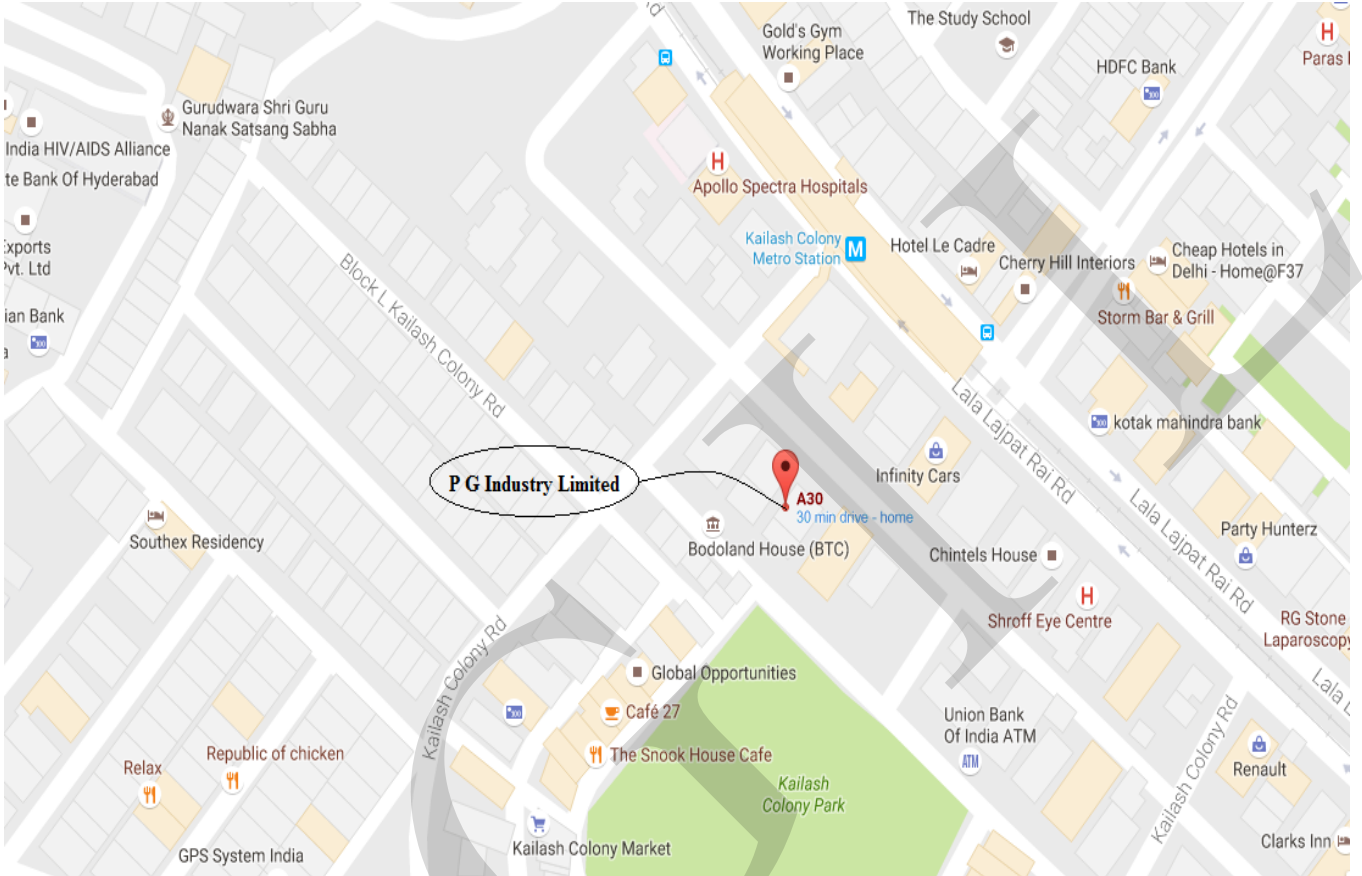 Gold's Gym
Working Place
The Study School
HDFC Bank
Paras
Gurudwara Shri Guru
Nanak Satsang Sabha
India HIV/AIDS Alliance
te Bank Of Hyderabad
H
H
Apollo Spectra Hospitals
Exports
Pvt. Ltd
Kailash Colony
Metro Station
M
Hotel Le Cadre
Cherry Hill Interiors
Cheap Hotels in
Delhi - Home@F37
Block L Kailash Colony Rd
ian Bank
Storm Bar & Grill
Lala Lajpat Rai Rd
kotak mahindra bank
P G Industry Limited
Infinity Cars
A30
30 min drive - home
Lala Lajpat Rai Rd
Party Hunterz
Southex Residency
Bodoland House (BTC)
Chintels House
H
Shroff Eye Centre
RG Stone
Laparoscopy
Kailash Colony Rd
Global Opportunities
Lala L
Café 27
Union Bank
Of India ATM
ATM
Kailash Colony Rd
Republic of chicken
The Snook House Cafe
Relax
Kailash
Colony Park
Renault
GPS System India
Kailash Colony Market
Clarks Inn